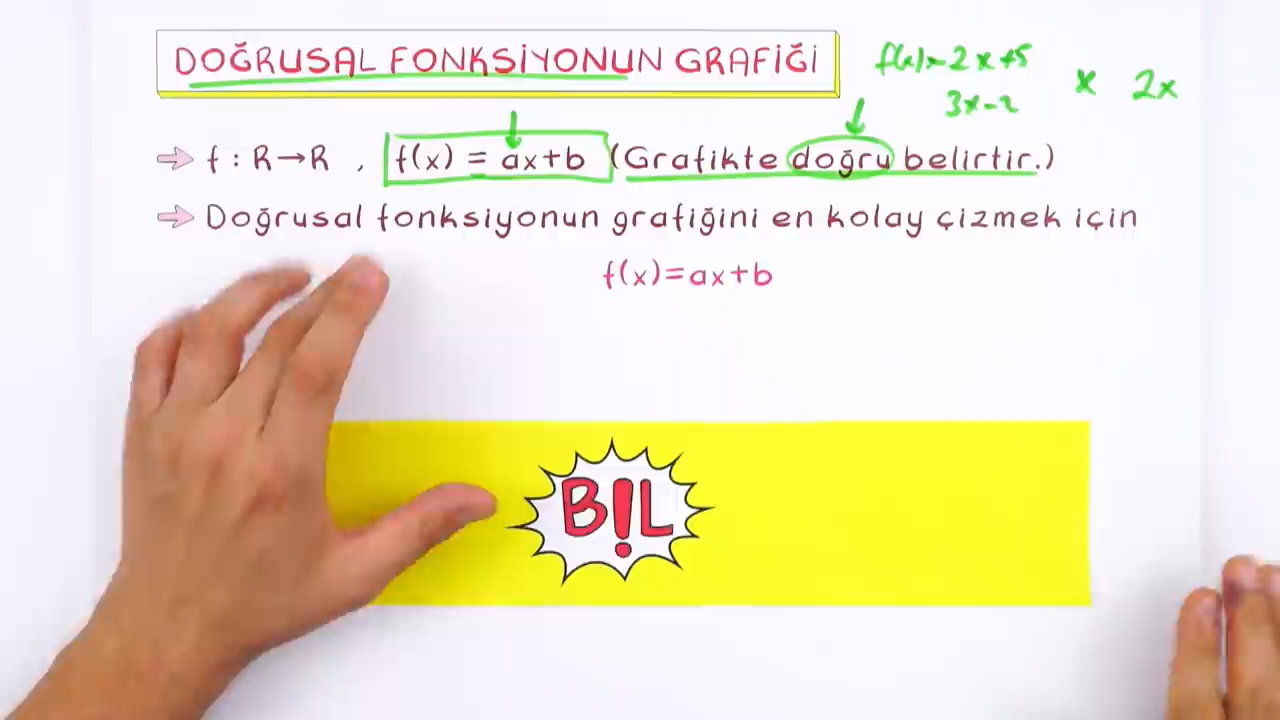 DOĞRUSAL FONKSİYONUN GRAFİĞİ
f(x)=2x+5
3x-2
x 2x
f : R→R , f(x) = ax+b (Grafikte doğru belirtir.)
Doğrusal fonksiyonun grafiğini en kolay çizmek için
f(x)=ax+b
BİL